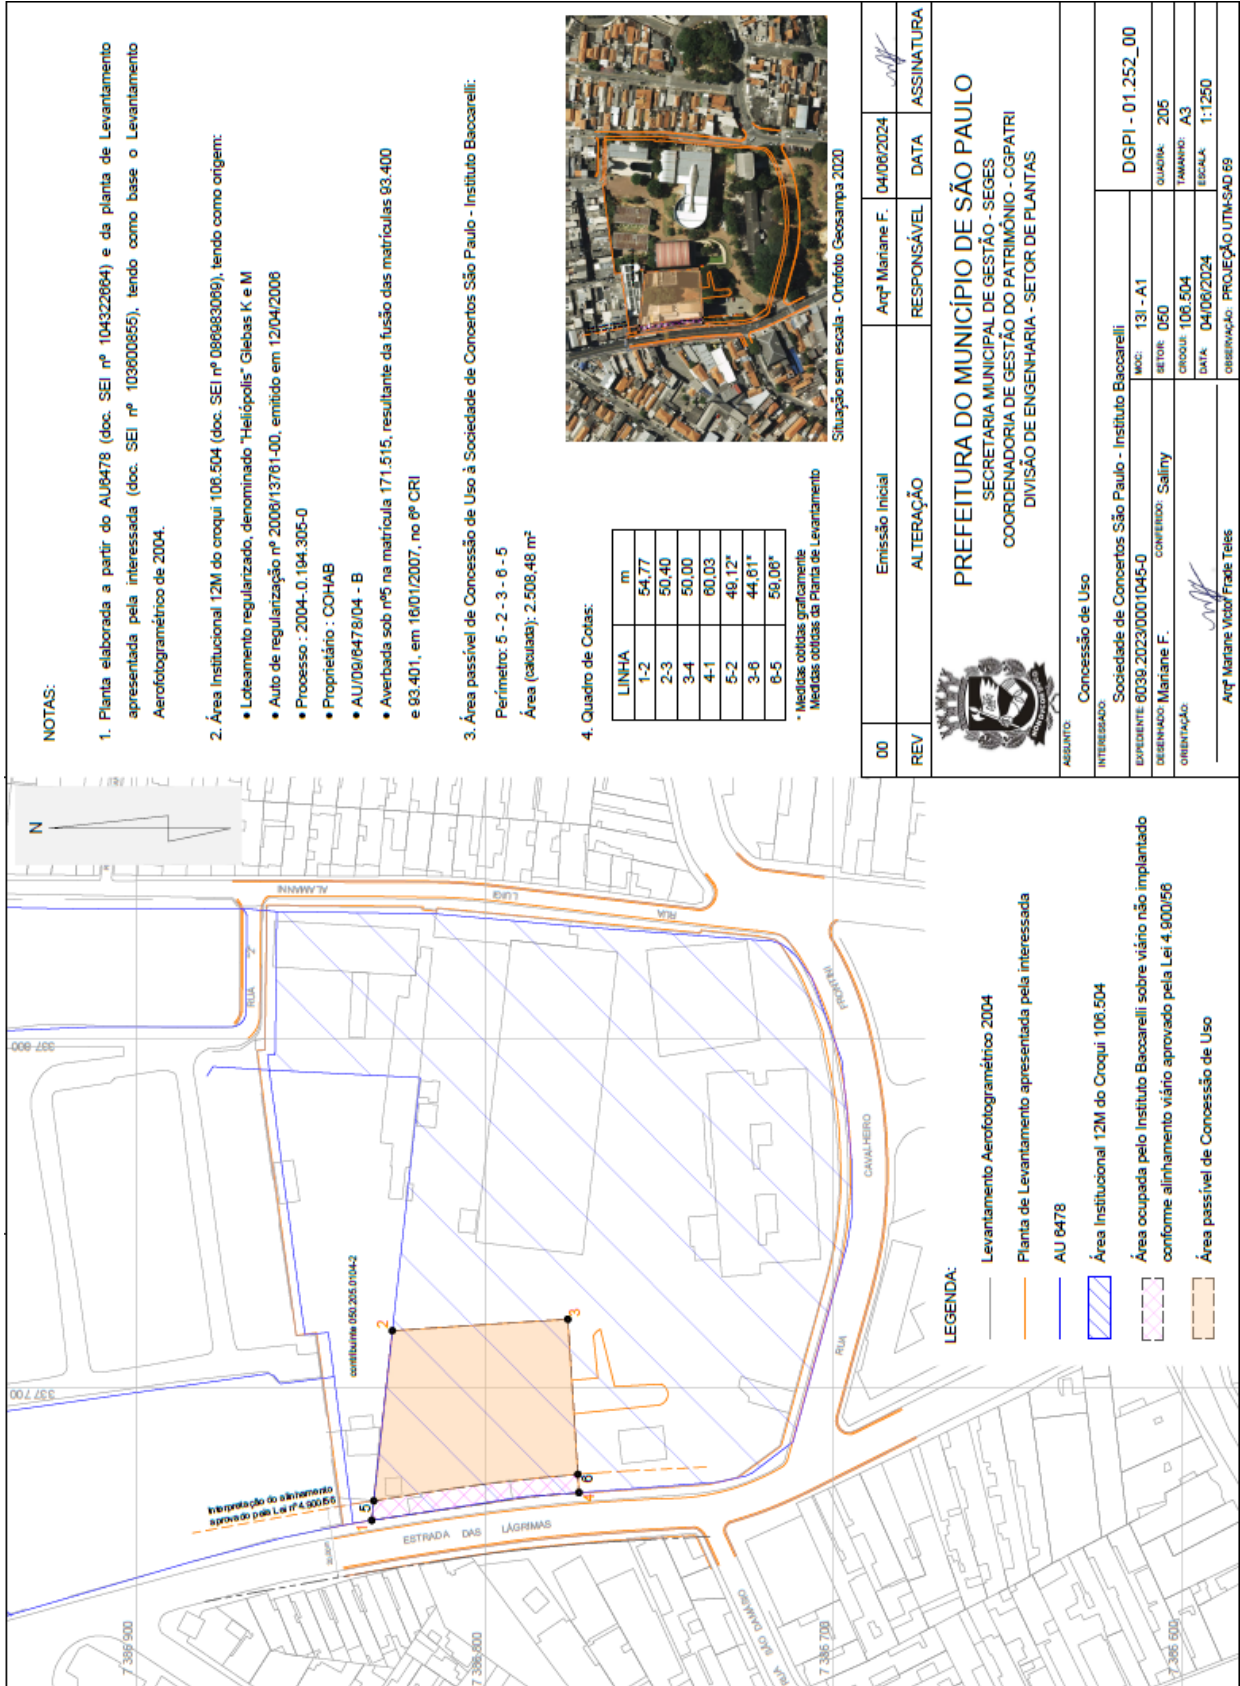 NOTAS:
1. Planta elaborada a partir do AU6478 (doc. SEI nº 104322664) e da planta de Levantamento
apresentada pela interessada (doc. SEI nº 103600855), tendo como base o Levantamento
Aerofotogramétrico de 2004.
2. Área Institucional 12M do croqui 106.504 (doc. SEI nº 086983069), tendo como origem:
• Loteamento regularizado, denominado "Heliópolis" Glebas K e M
• Auto de regularização nº 2006/13761-00, emitido em 12/04/2006
• Processo : 2004-0.194.305-0
• Proprietário : COHAB
• AU/09/6478/04 - B
• Averbada sob nº5 na matrícula 171.515, resultante da fusão das matrículas 93.400
e 93.401, em 16/01/2007, no 6º CRI
3. Área passível de Concessão de Uso à Sociedade de Concertos São Paulo - Instituto Baccarelli:
Perímetro: 5 - 2 - 3 - 6 - 5
Área (calculada): 2.508,48 m²
4. Quadro de Cotas:
LINHA m
1-2 54,77
2-3 50,40
3-4 50,00
4-1 60,03
5-2 49,12*
3-6 44,61*
6-5 59,06*
* Medidas obtidas graficamente
Medidas obtidas da Planta de Levantamento
Situação sem escala - Ortofoto Geosampa 2020
00 Emissão Inicial Arqª Mariane F. 04/06/2024
REV ALTERAÇÃO RESPONSÁVEL DATA ASSINATURA
PREFEITURA DO MUNICÍPIO DE SÃO PAULO
SECRETARIA MUNICIPAL DE GESTÃO - SEGES
COORDENADORIA DE GESTÃO DO PATRIMÔNIO - CGPATRI
DIVISÃO DE ENGENHARIA - SETOR DE PLANTAS
ASSUNTO:
Concessão de Uso
INTERESSADO:
Sociedade de Concertos São Paulo - Instituto Baccarelli
DGPI - 01.252_00
EXPEDIENTE: 6039.2023/0001045-0
MOC: 13I - A1
DESENHADO: Mariane F. CONFERIDO: Saliny
SETOR: 050 QUADRA: 205
ORIENTAÇÃO:
CROQUI: 106.504 TAMANHO: A3
DATA: 04/06/2024 ESCALA: 1:1250
Arqª Mariane Victor Frade Teles
OBSERVAÇÃO: PROJEÇÃO UTM-SAD 69
N
RUA "2"
RUA LUIGI ALAMANNI
337 800
337 700
contribuinte 050.205.0104-2
Interpretação do alinhamento
aprovado pela Lei nº 4.900/56
1
5
2
3
4
6
ESTRADA DAS LÁGRIMAS
RUA CAVALHEIRO FRONTINI
RUA SÃO DAMIÃO
7 386 900
7 386 800
7 386 700
7 386 600
LEGENDA:
Levantamento Aerofotogramétrico 2004
Planta de Levantamento apresentada pela interessada
AU 6478
Área Institucional 12M do Croqui 106.504
Área ocupada pelo Instituto Baccarelli sobre viário não implantado
conforme alinhamento viário aprovado pela Lei 4.900/56
Área passível de Concessão de Uso